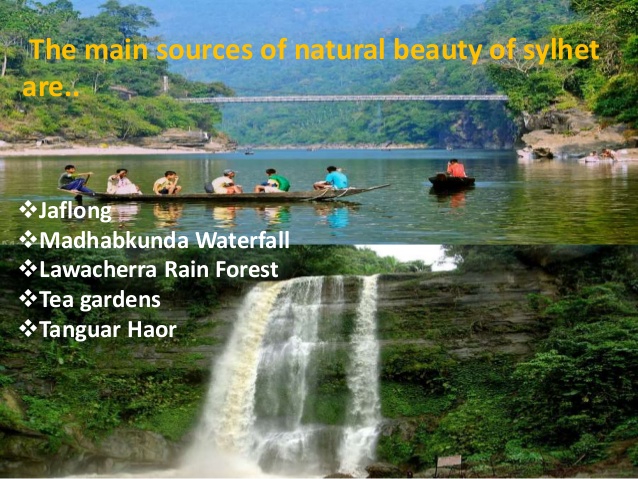 The main sources of natural beauty of sylhet
are..
❖Jaflong
❖Madhabkunda Waterfall
❖Lawacherra Rain Forest
❖Tea gardens
❖Tanguar Haor